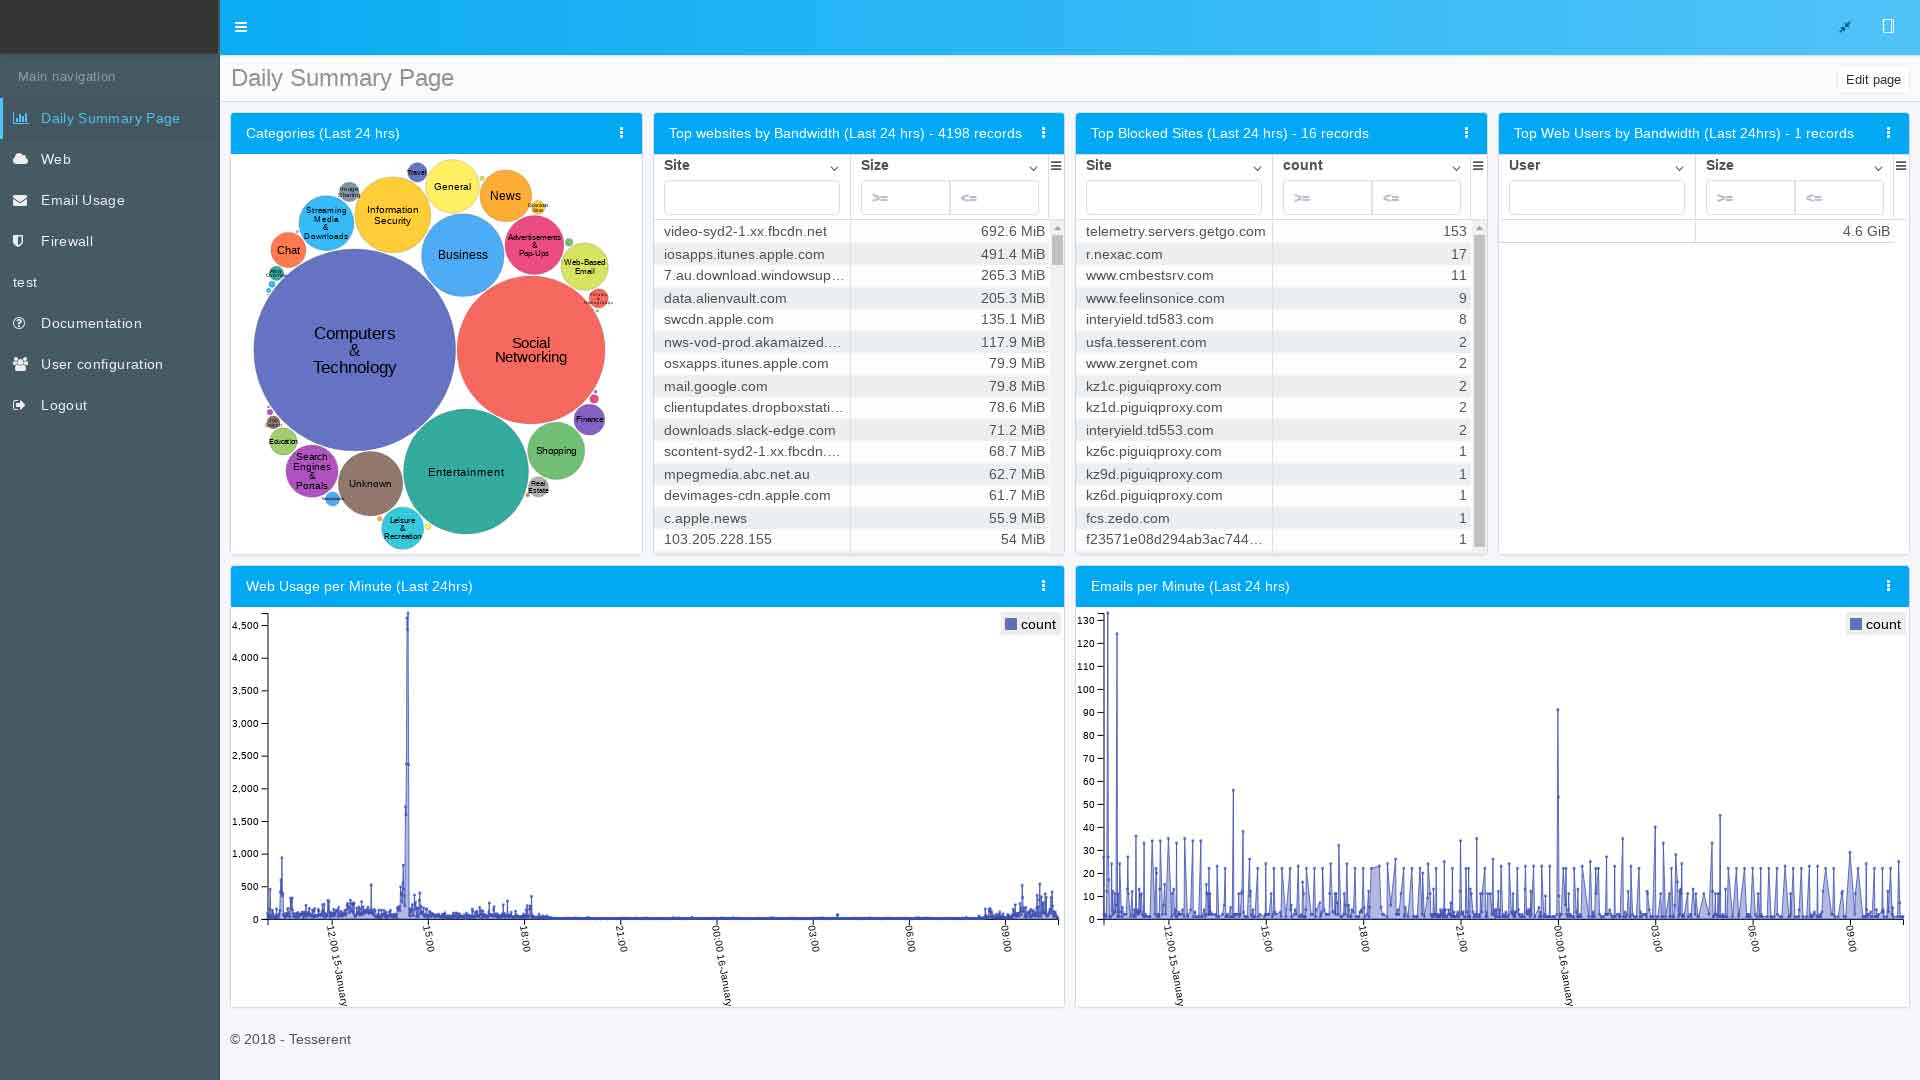 Main navigation
Daily Summary Page
Web
Email Usage
Firewall
test
Documentation
User configuration
Logout
Daily Summary Page
Edit page
Categories (Last 24 hrs)
Travel
General
News
Information
Security
Streaming
Media
&
Downloads
Chat
Business
Advertisements
&
Pop-Ups
Web-Based
Email
Computers
&
Technology
Social
Networking
Finance
Education
Search
Engines
&
Portals
Unknown
Entertainment
Shopping
Real
Estate
Leisure
&
Recreation
Top websites by Bandwidth (Last 24 hrs) - 4198 records
Site Size
>= <=
video-syd2-1.xx.fbcdn.net 692.6 MiB
iosapps.itunes.apple.com 491.4 MiB
7.au.download.windowsup... 265.3 MiB
data.alienvault.com 205.3 MiB
swcdn.apple.com 135.1 MiB
nws-vod-prod.akamaized.... 117.9 MiB
osxapps.itunes.apple.com 79.9 MiB
mail.google.com 79.8 MiB
clientupdates.dropboxstati... 78.6 MiB
downloads.slack-edge.com 71.2 MiB
scontent-syd2-1.xx.fbcdn.... 68.7 MiB
mpegmedia.abc.net.au 62.7 MiB
devimages-cdn.apple.com 61.7 MiB
c.apple.news 55.9 MiB
103.205.228.155 54 MiB
Top Blocked Sites (Last 24 hrs) - 16 records
Site count
>= <=
telemetry.servers.getgo.com 153
r.nexac.com 17
www.cmbestsrv.com 11
www.feelinsonice.com 9
interyield.td583.com 8
usfa.tesserent.com 2
www.zergnet.com 2
kz1c.piguiqproxy.com 2
kz1d.piguiqproxy.com 2
interyield.td553.com 2
kz6c.piguiqproxy.com 1
kz9d.piguiqproxy.com 1
kz6d.piguiqproxy.com 1
fcs.zedo.com 1
f23571e08d294ab3ac744... 1
Top Web Users by Bandwidth (Last 24hrs) - 1 records
User Size
>= <=
4.6 GiB
Web Usage per Minute (Last 24hrs)
count
4,500
4,000
3,500
3,000
2,500
2,000
1,500
1,000
500
0
12:00 15-January
15:00
18:00
21:00
00:00 16-January
03:00
06:00
09:00
Emails per Minute (Last 24 hrs)
count
130
120
110
100
90
80
70
60
50
40
30
20
10
0
12:00 15-January
15:00
18:00
21:00
00:00 16-January
03:00
06:00
09:00
© 2018 - Tesserent